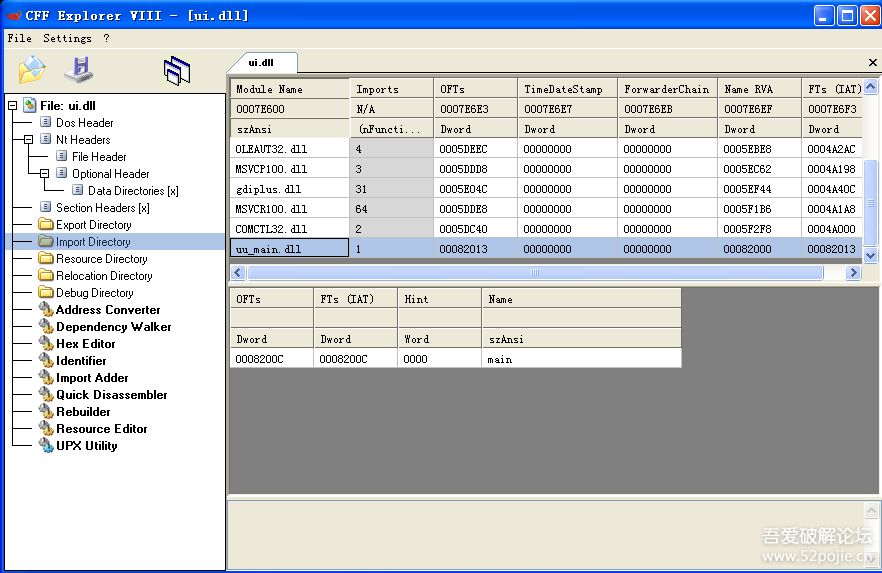 CFF Explorer VIII - [ui.dll]
File Settings ?
ui.dll
File: ui.dll
Dos Header
Nt Headers
File Header
Optional Header
Data Directories [x]
Section Headers [x]
Export Directory
Import Directory
Resource Directory
Relocation Directory
Debug Directory
Address Converter
Dependency Walker
Hex Editor
Identifier
Import Adder
Quick Disassembler
Rebuilder
Resource Editor
UPX Utility
Module Name Imports OFTs TimeDateStamp ForwarderChain Name RVA FTs (IAT)
0007E600 N/A 0007E6E3 0007E6E7 0007E6EB 0007E6EF 0007E6F3
szAnsi (nFuncti... Dword Dword Dword Dword Dword
OLEAUT32.dll 4 0005DEEC 00000000 00000000 0005EBE8 0004A2AC
MSVCP100.dll 3 0005DDD8 00000000 00000000 0005EC62 0004A198
gdiplus.dll 31 0005E04C 00000000 00000000 0005EF44 0004A40C
MSVCR100.dll 64 0005DDE8 00000000 00000000 0005F1B6 0004A1A8
COMCTL32.dll 2 0005DC40 00000000 00000000 0005F2F8 0004A000
uu_main.dll 1 00082013 00000000 00000000 00082000 00082013
OFTs FTs (IAT) Hint Name
Dword Dword Word szAnsi
0008200C 0008200C 0000 main
吾爱破解论坛
www.52pojie.cn